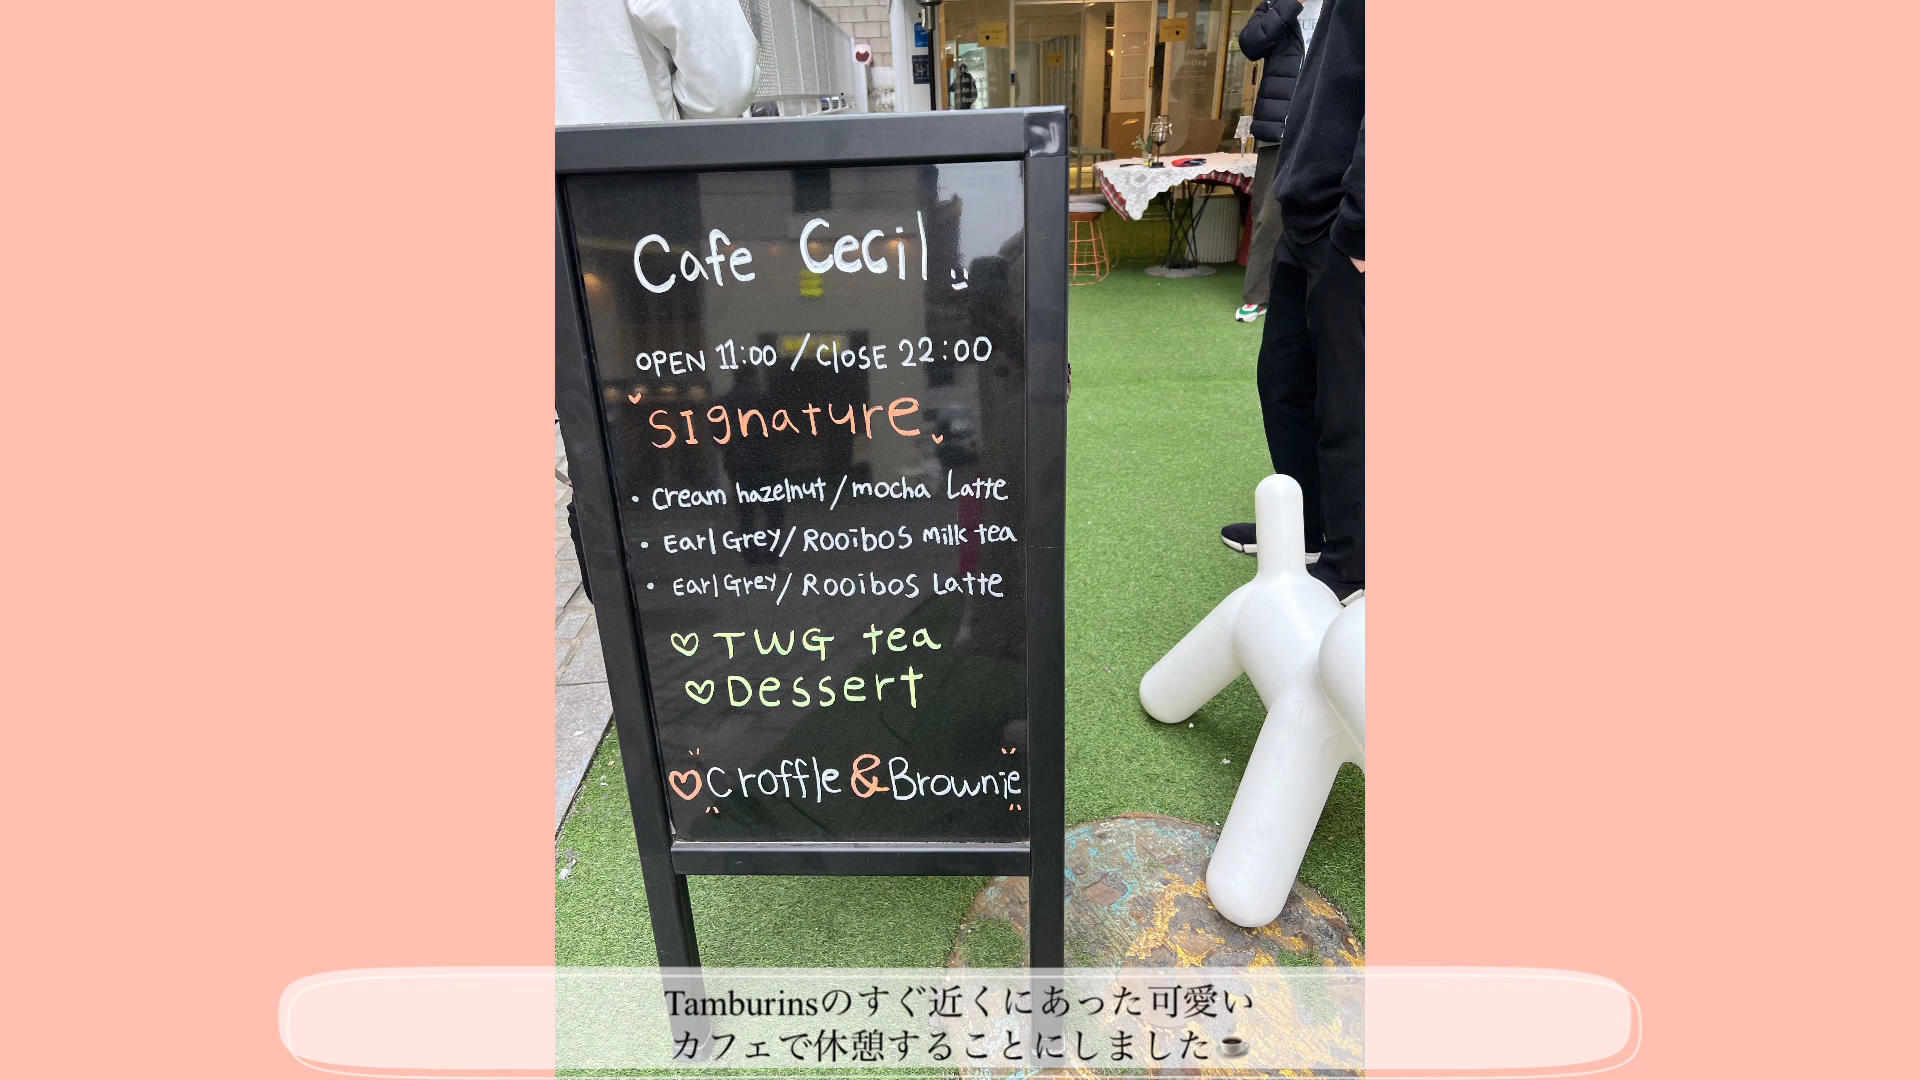 Cafe Cecil
OPEN 11:00 / CloSE 22:00
SIgnature
• Cream hazelnut / mocha Latte
• Earl Grey / ROOibOS Milk tea
• Earl Grey / ROOibOS Latte
♡ TWG tea
♡ Dessert
♡ Croffle & Brownie
Tamburinsのすぐ近くにあった可愛い
カフェで休憩することにしました☕